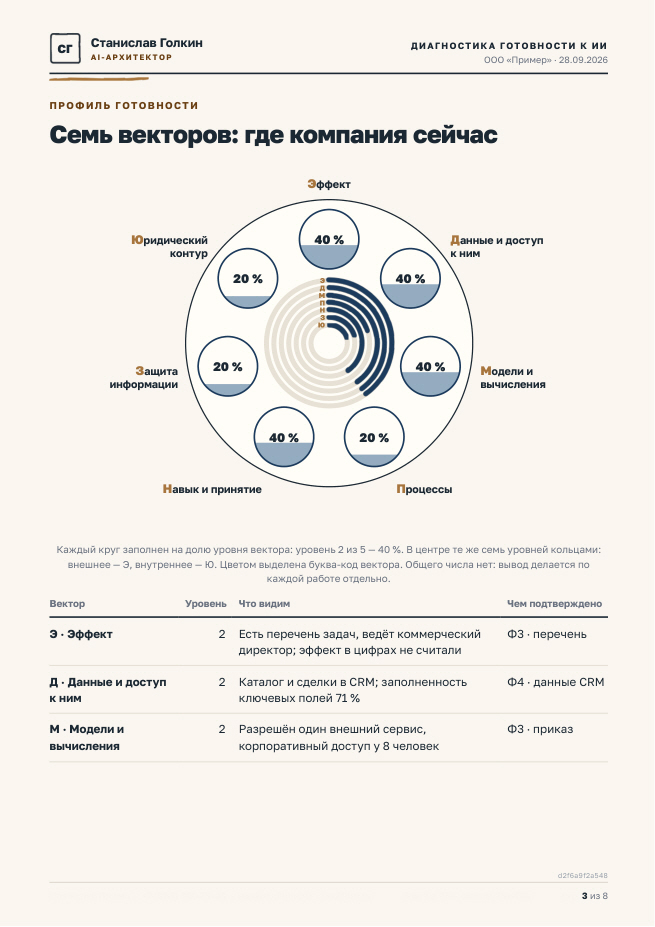 СГ
Станислав Голкин
AI-АРХИТЕКТОР
ДИАГНОСТИКА ГОТОВНОСТИ К ИИ
ООО «Пример» · 28.09.2026
ПРОФИЛЬ ГОТОВНОСТИ
Семь векторов: где компания сейчас
Эффект
40 %
Юридический
контур
20 %
Данные и доступ
к ним
40 %
Э
Д
М
П
Н
З
Ю
Защита
информации
20 %
Модели и
вычисления
40 %
40 %
20 %
Навык и принятие
Процессы
Каждый круг заполнен на долю уровня вектора: уровень 2 из 5 — 40 %. В центре те же семь уровней кольцами:
внешнее — Э, внутреннее — Ю. Цветом выделена буква-код вектора. Общего числа нет: вывод делается по
каждой работе отдельно.
Вектор Уровень Что видим Чем подтверждено
Э · Эффект 2 Есть перечень задач, ведёт коммерческий Ф3 · перечень
директор; эффект в цифрах не считали
Д · Данные и доступ 2 Каталог и сделки в CRM; заполненность Ф4 · данные CRM
к ним ключевых полей 71 %
М · Модели и 2 Разрешён один внешний сервис, Ф3 · приказ
вычисления корпоративный доступ у 8 человек
d2f6a9f2a548
3 из 8